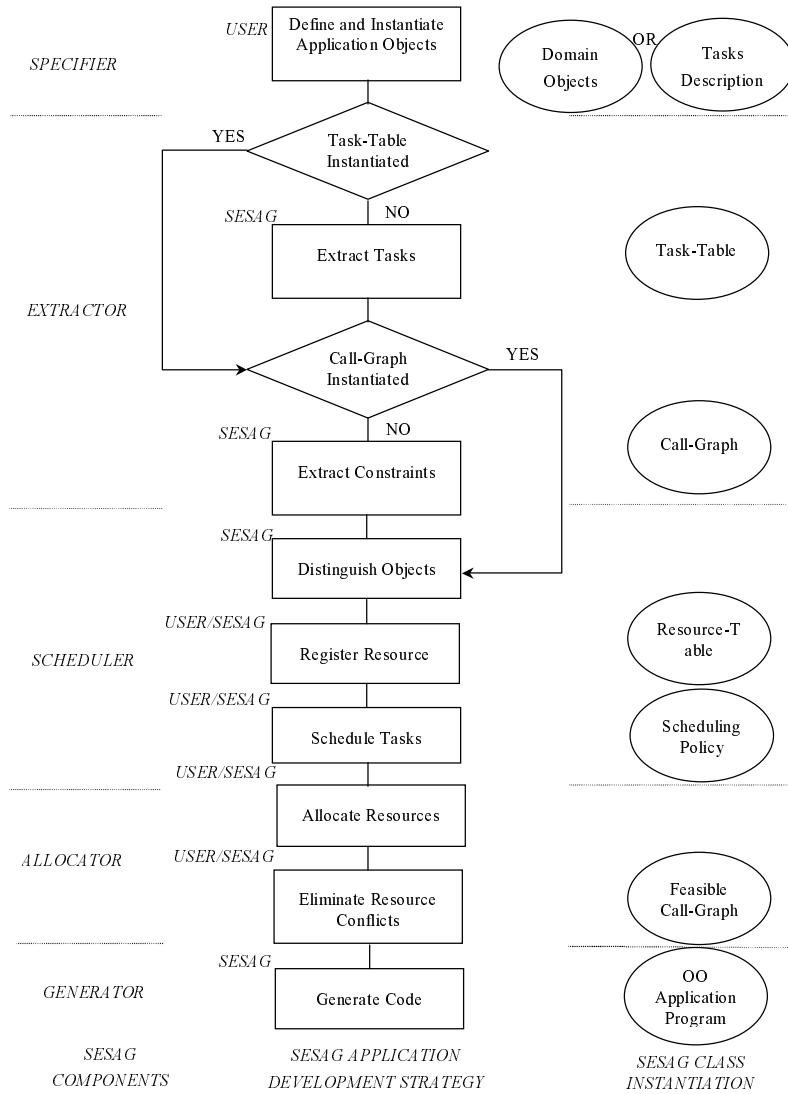 USER
Define and Instantiate
Application Objects
SPECIFIER
Domain
Objects
OR
Tasks
Description
YES
Task-Table
Instantiated
SESAG
NO
Extract Tasks
Task-Table
EXTRACTOR
Call-Graph
Instantiated
YES
SESAG
NO
Extract Constraints
Call-Graph
SESAG
Distinguish Objects
USER/SESAG
Register Resource
Resource-T
able
SCHEDULER
USER/SESAG
Schedule Tasks
Scheduling
Policy
USER/SESAG
Allocate Resources
ALLOCATOR
USER/SESAG
Eliminate Resource
Conflicts
Feasible
Call-Graph
SESAG
GENERATOR
Generate Code
OO
Application
Program
SESAG
COMPONENTS
SESAG APPLICATION
DEVELOPMENT STRATEGY
SESAG CLASS
INSTANTIATION